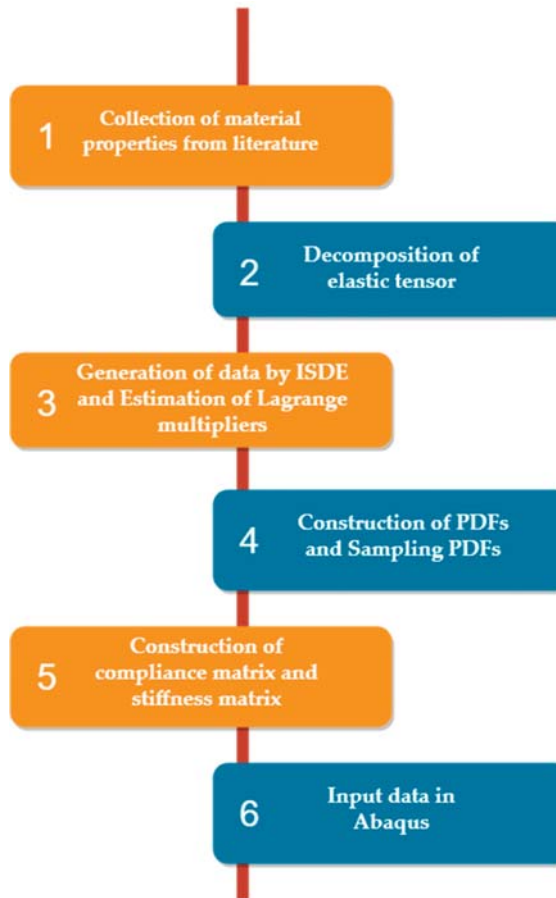 1
Collection of material
properties from literature
2
Decomposition of
elastic tensor
3
Generation of data by ISDE
and Estimation of Lagrange
multipliers
4
Construction of PDFs
and Sampling PDFs
5
Construction of
compliance matrix and
stiffness matrix
6
Input data in
Abaqus